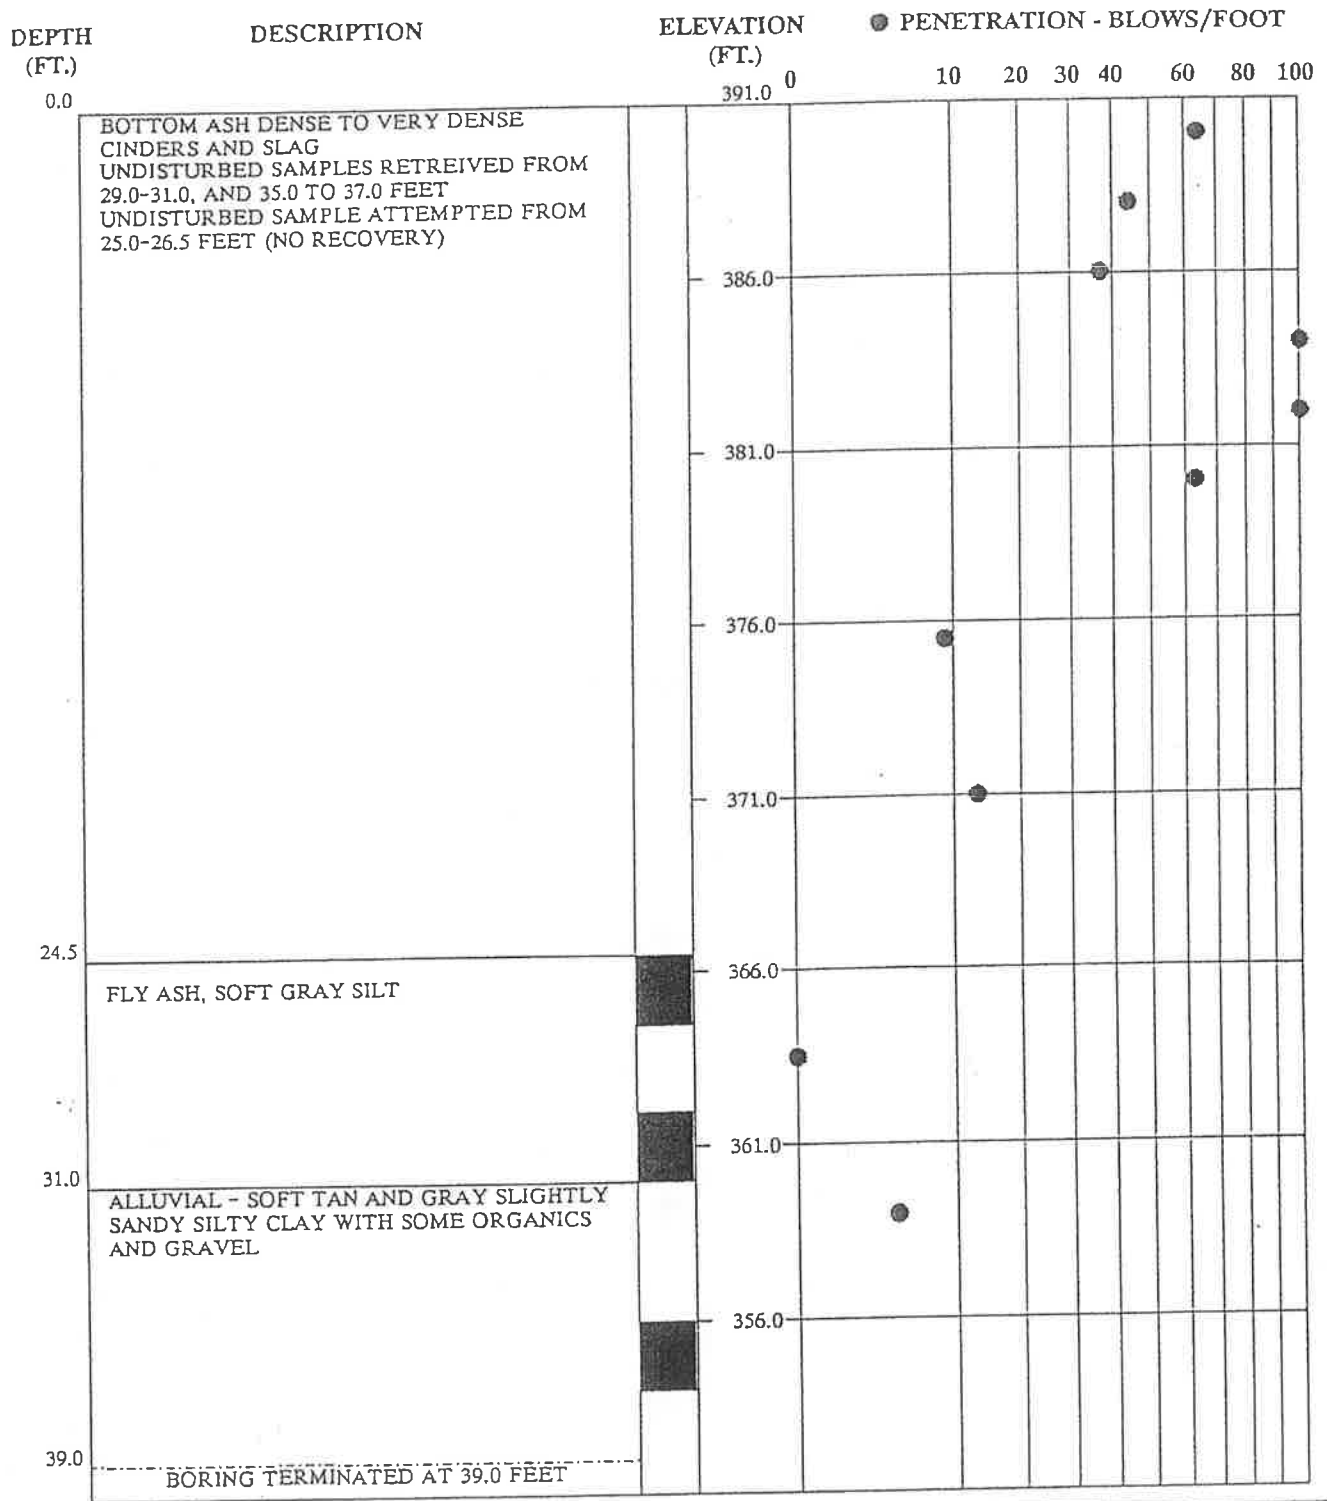 DEPTH
(FT.)
DESCRIPTION
ELEVATION
(FT.)
PENETRATION - BLOWS/FOOT
0 10 20 30 40 60 80 100
0.0
391.0
BOTTOM ASH DENSE TO VERY DENSE
CINDERS AND SLAG
UNDISTURBED SAMPLES RETREIVED FROM
29.0-31.0, AND 35.0 TO 37.0 FEET
UNDISTURBED SAMPLE ATTEMPTED FROM
25.0-26.5 FEET (NO RECOVERY)
386.0
381.0
376.0
371.0
24.5
366.0
FLY ASH, SOFT GRAY SILT
361.0
31.0
ALLUVIAL - SOFT TAN AND GRAY SLIGHTLY
SANDY SILTY CLAY WITH SOME ORGANICS
AND GRAVEL
356.0
39.0
BORING TERMINATED AT 39.0 FEET